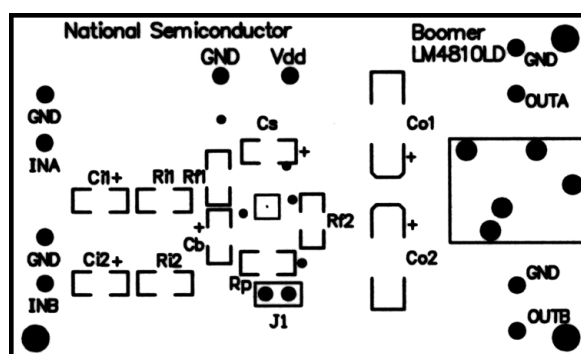 National Semiconductor
Boomer
LM4810LD
GND
Vdd
GND
OUTA
GND
INA
Cs
+
Co1
+
Ci1+
Ri1
Rf1
+
Cb
Rf2
+
Co2
GND
INB
Ci2+
Ri2
Rp
J1
GND
OUTB